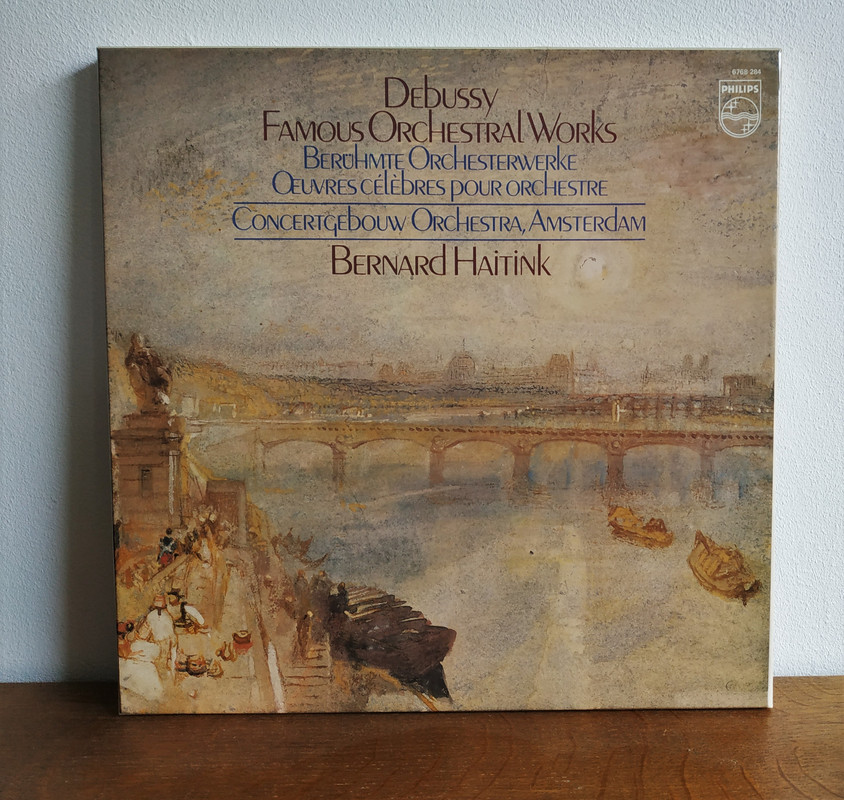 6768 284
PHILIPS
Debussy
Famous Orchestral Works
Berühmte Orchesterwerke
Œuvres célèbres pour orchestre
Concertgebouw Orchestra, Amsterdam
Bernard Haitink